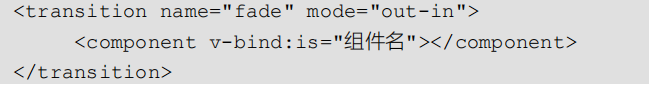 <transition name="fade" mode="out-in">
<component v-bind:is="组件名"></component>
</transition>